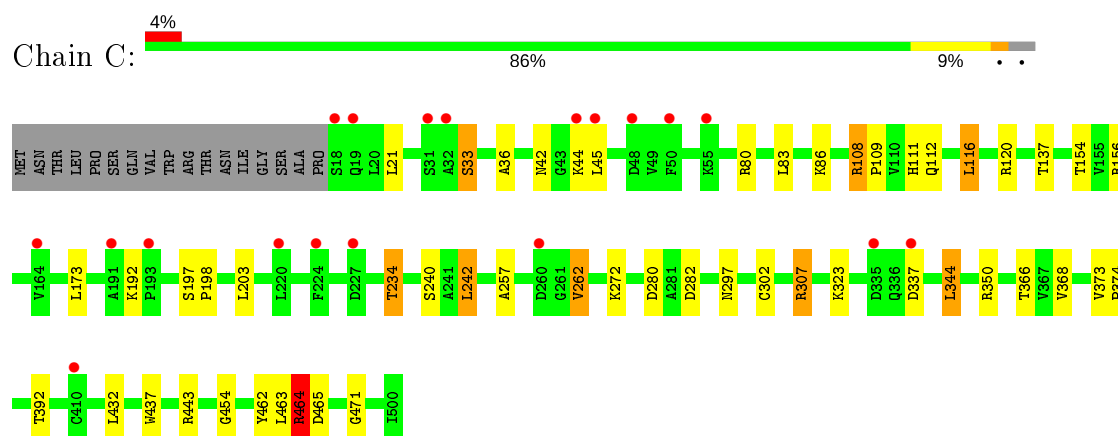 4%
Chain C:
86%
9%
MET ASN THR LEU PRO SER GLN VAL TRP ARG THR ASN ILE GLY SER ALA PRO S18 Q19 L20 L21 S31 A32 S33 A36 N42 G43 K44 L45 D48 V49 F50 K55 R80 L83 K86 R108 P109 V110 H111 Q112 L116 R120 T137 T154 V155 R156
V164 L173 A191 K192 P193 S197 P198 L203 L220 F224 D227 T234 S240 A241 L242 A257 D260 G261 V262 K272 D280 A281 D282 N297 C302 R307 K323 D335 Q336 D337 L344 R350 T366 V367 V368 V373
T392 C410 L432 W437 R443 G454 Y462 L463 R464 D465 G471 I500